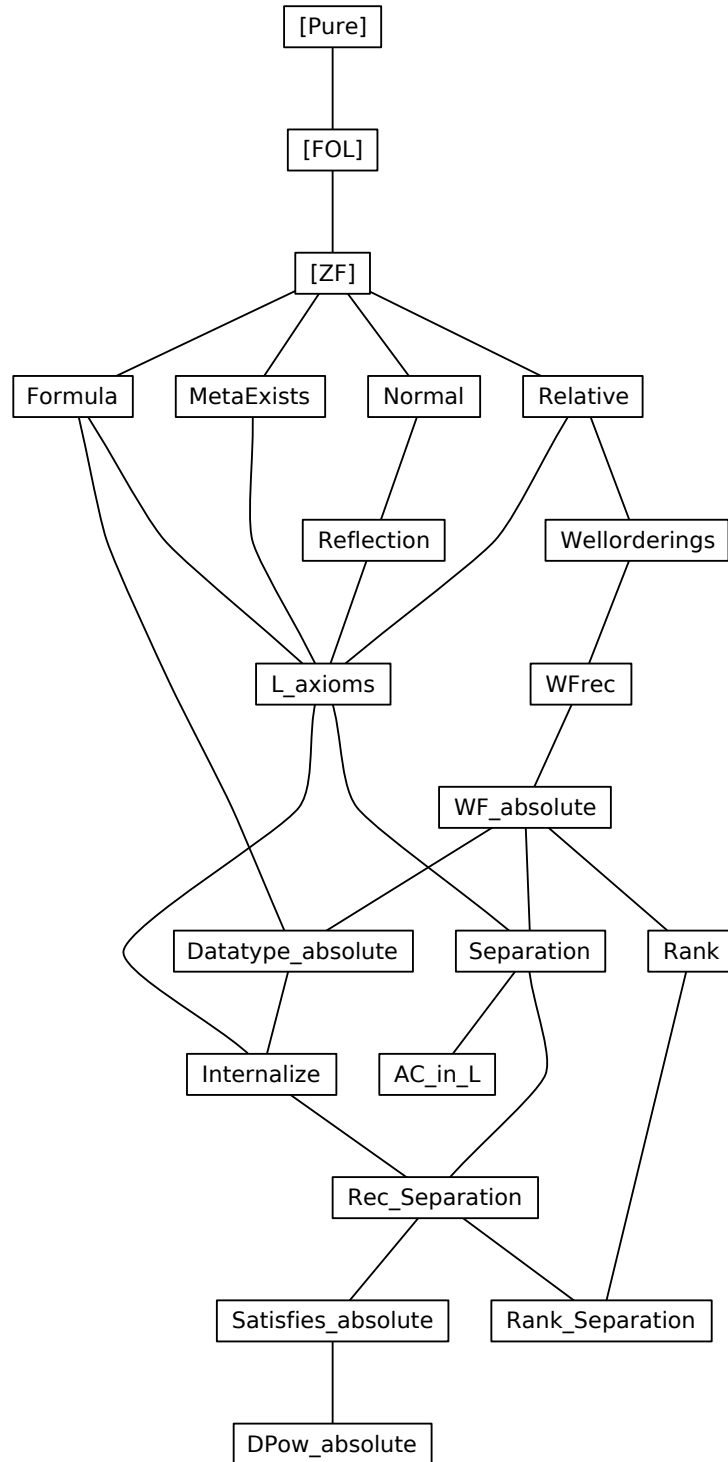 [Pure]
[FOL]
[ZF]
Formula
MetaExists
Normal
Relative
Reflection
Wellorderings
L_axioms
WFrec
WF_absolute
Datatype_absolute
Separation
Rank
Internalize
AC_in_L
Rec_Separation
Satisfies_absolute
Rank_Separation
DPow_absolute